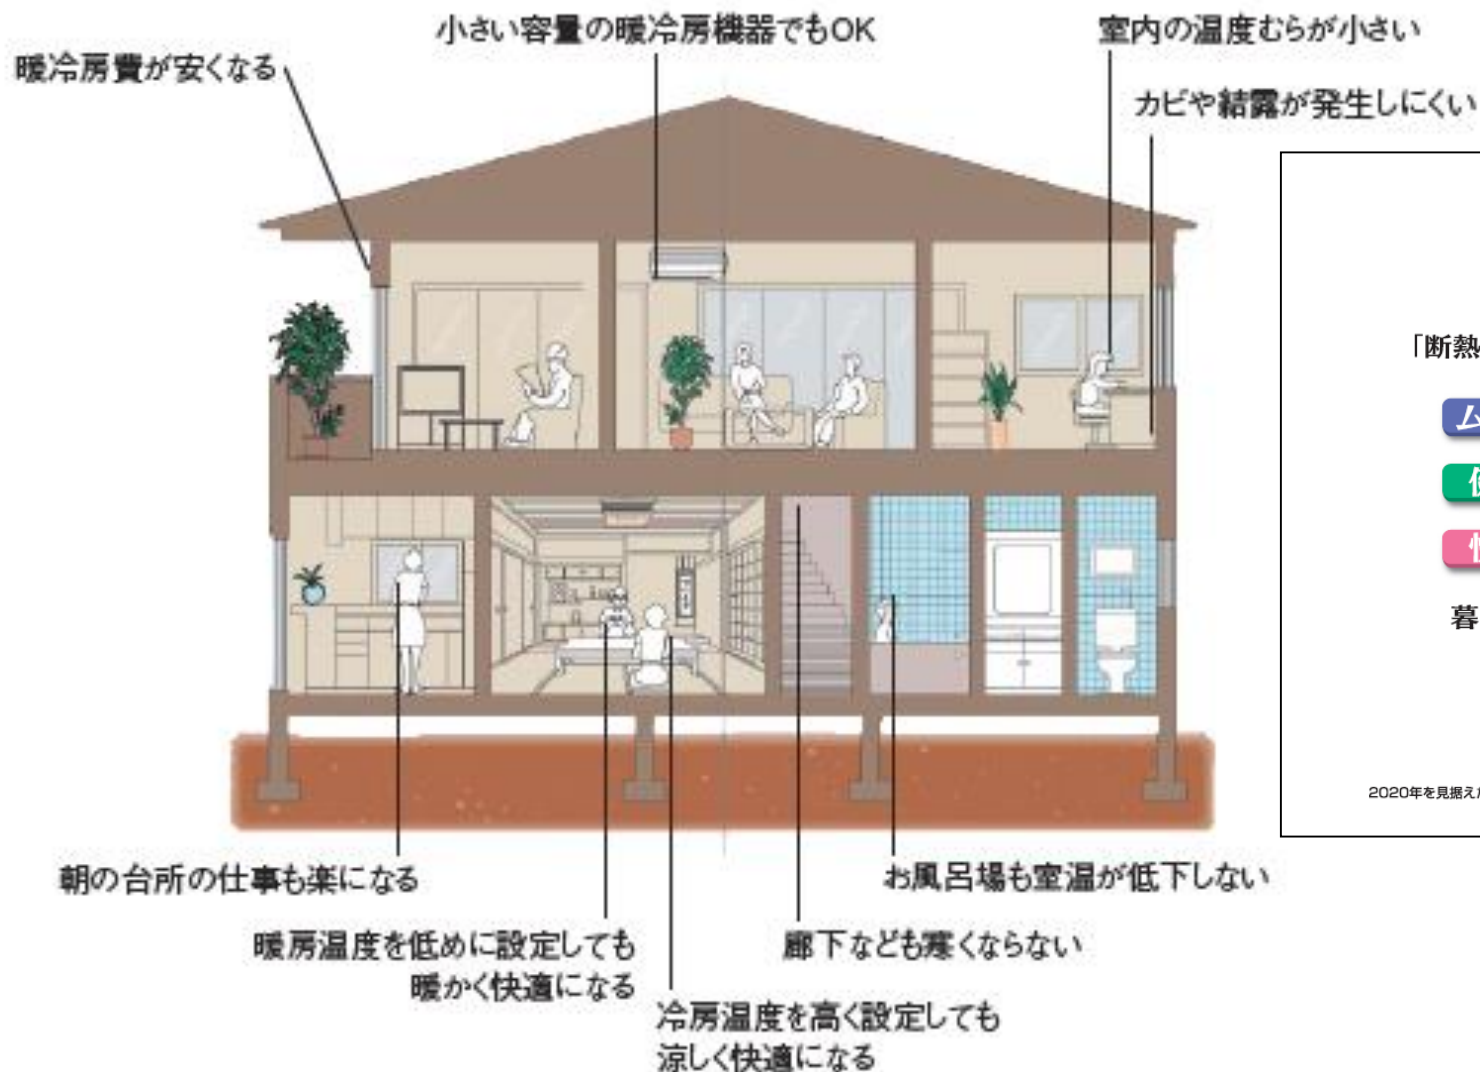 小さい容量の暖冷房機器でもOK
室内の温度むらが小さい
暖冷房費が安くなる
カビや結露が発生しにくい
「断熱
ム
暮
2020年を見据えた
朝の台所の仕事も楽になる
お風呂場も室温が低下しない
暖房温度を低めに設定しても
暖かく快適になる
廊下なども寒くならない
冷房温度を高く設定しても
涼しく快適になる